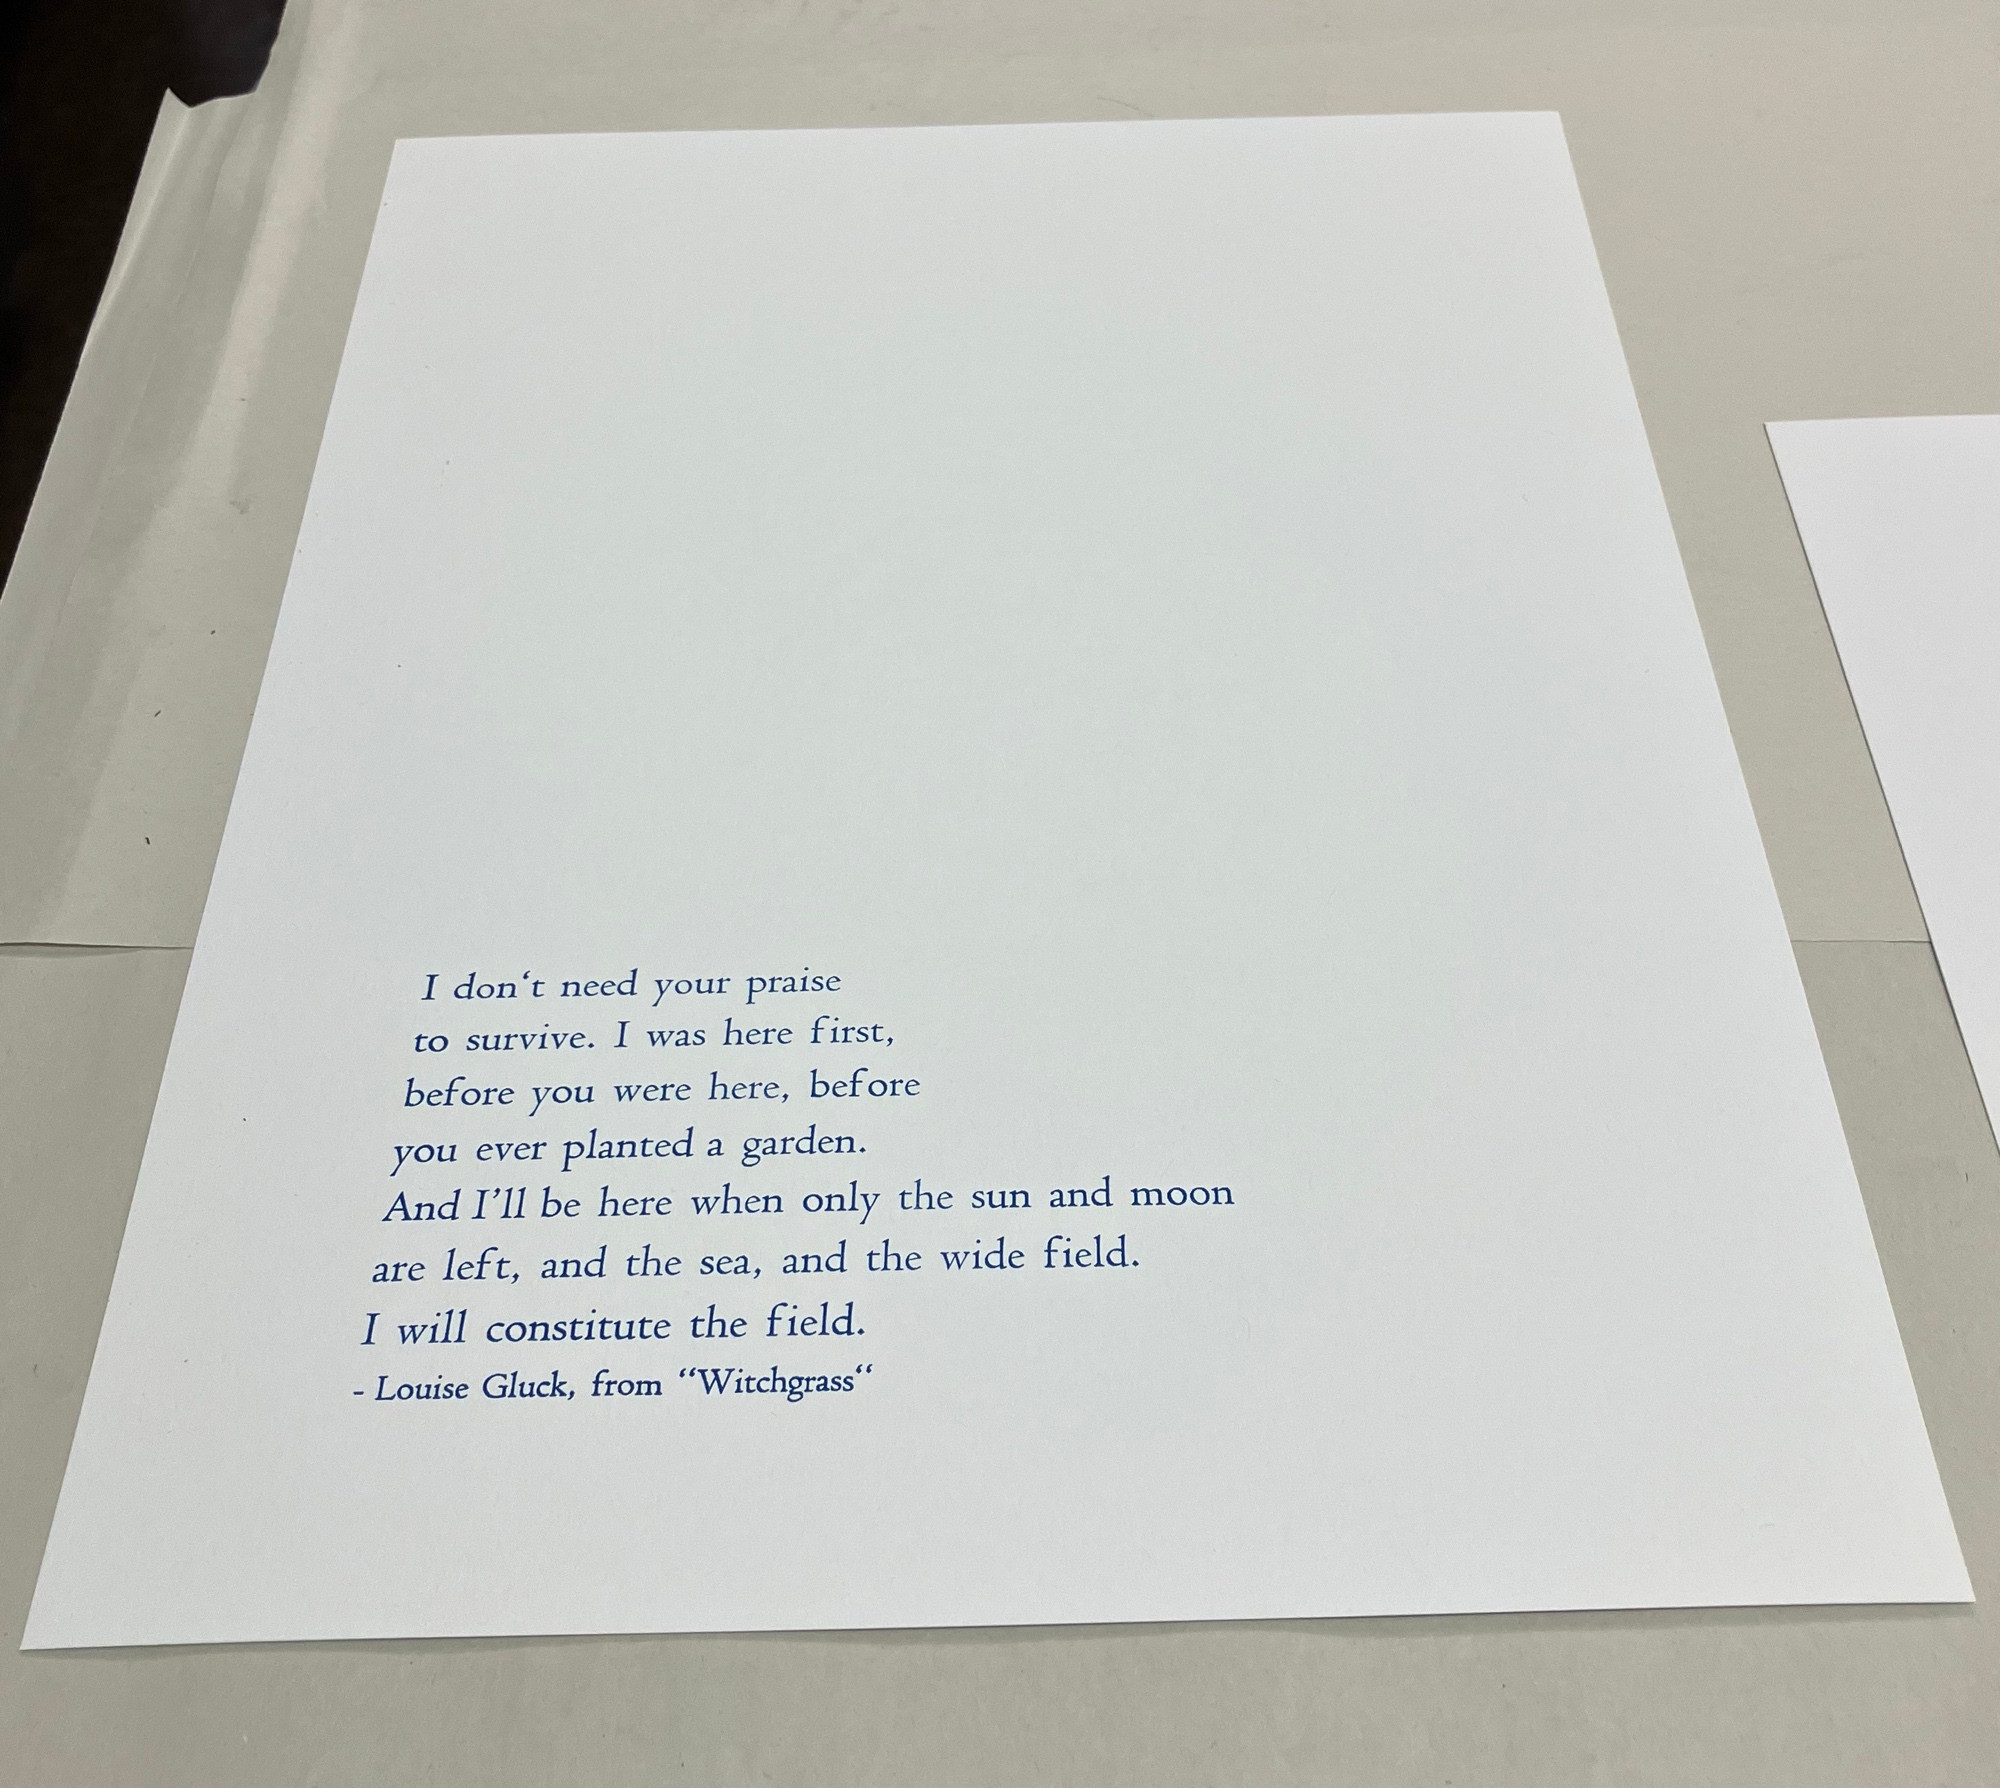 I don‘t need your praise
to survive. I was here first,
before you were here, before
you ever planted a garden.
And I’ll be here when only the sun and moon
are left, and the sea, and the wide field.
I will constitute the field.
- Louise Gluck, from “Witchgrass“